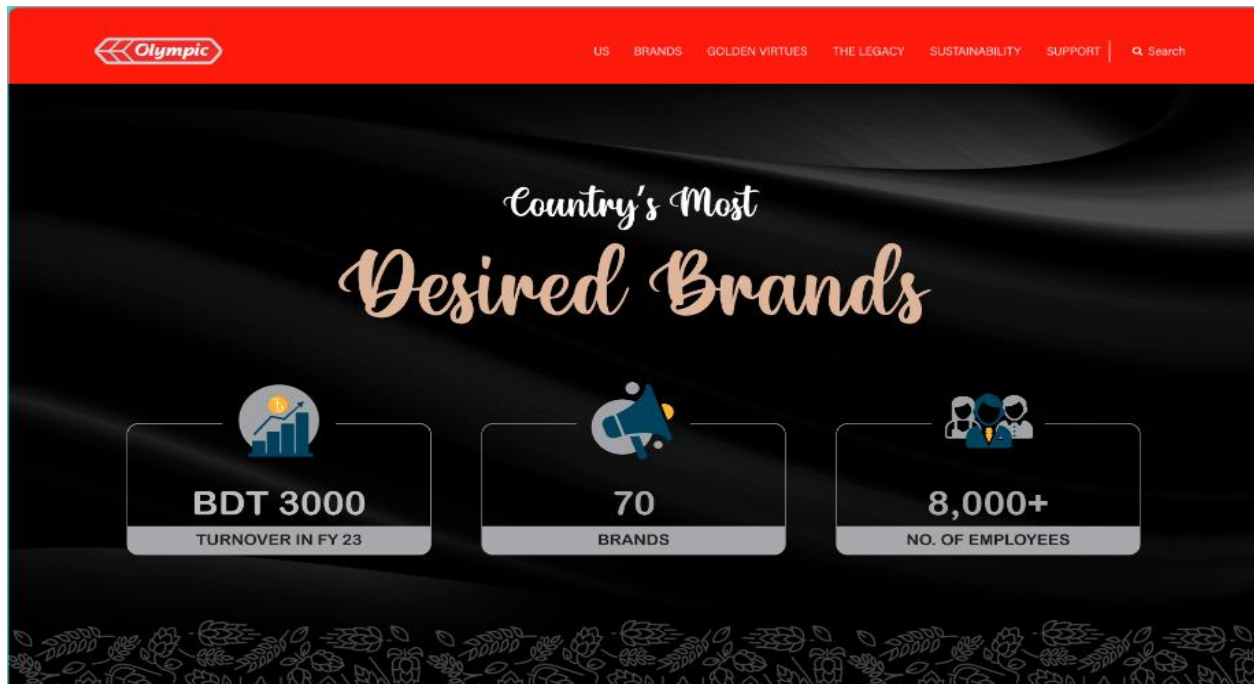 Olympic
US BRANDS GOLDEN VIRTUES THE LEGACY SUSTAINABILITY SUPPORT Search
Country's Most
Desired Brands
৳
BDT 3000
TURNOVER IN FY 23
70
BRANDS
8,000+
NO. OF EMPLOYEES